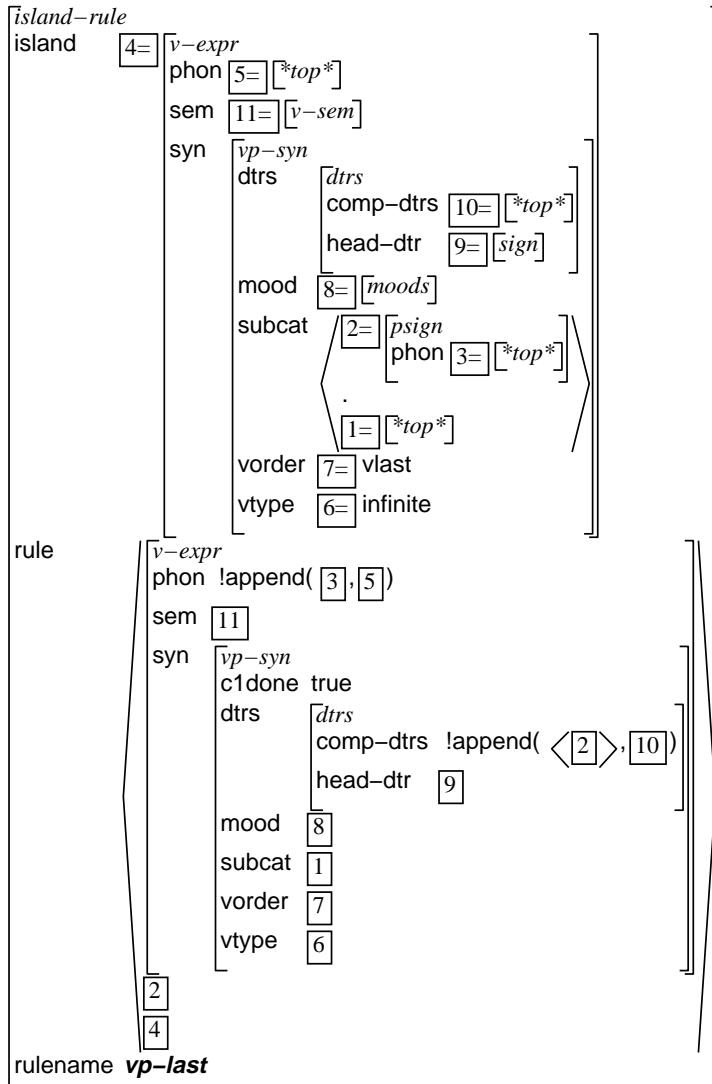 island−rule
island 4= v−expr
phon 5= *top*
sem 11= v−sem
syn vp−syn
dtrs dtrs
comp−dtrs 10= *top*
head−dtr 9= sign
mood 8= moods
subcat 2= psign
phon 3= *top*
.
1= *top*
vorder 7= vlast
vtype 6= infinite
rule v−expr
phon !append( 3 , 5 )
sem 11
syn vp−syn
c1done true
dtrs dtrs
comp−dtrs !append( < 2 > , 10 )
head−dtr 9
mood 8
subcat 1
vorder 7
vtype 6
2
4
rulename vp−last